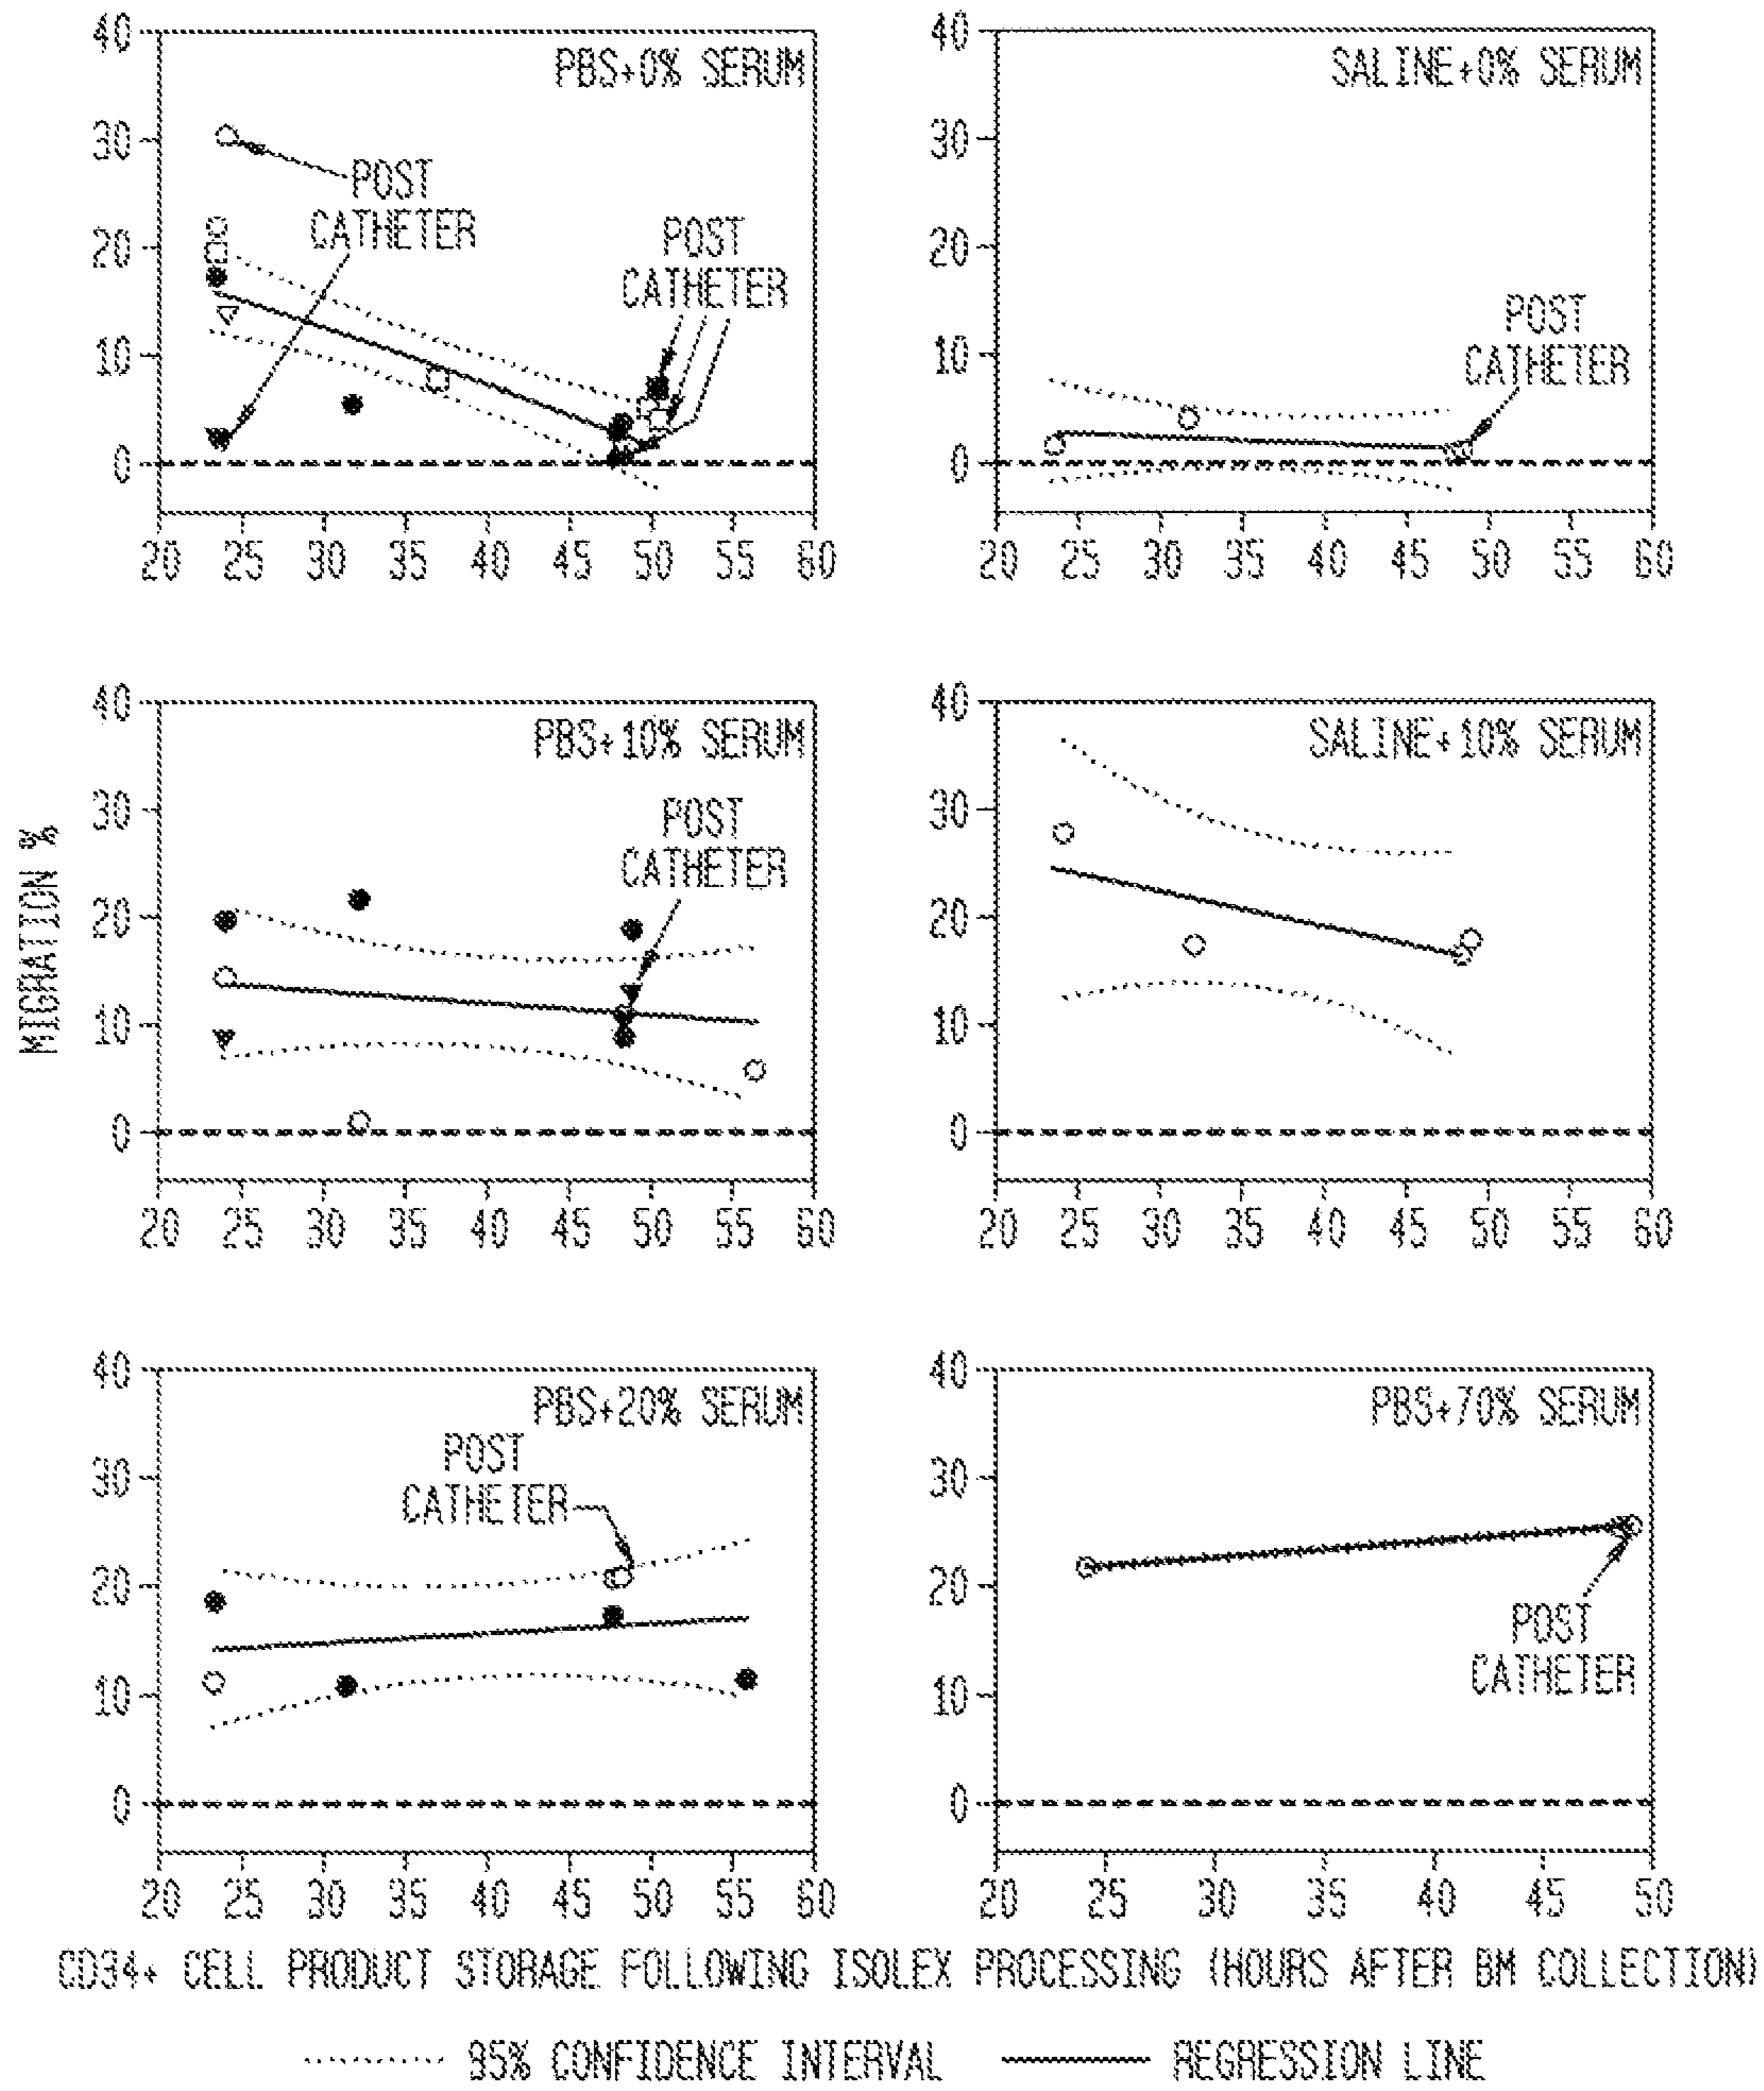 PBS+0% SERUM
40
30
20
10
0
POST
CATHETER
POST
CATHETER
20 25 30 35 40 45 50 55 60
SALINE+0% SERUM
40
30
20
10
0
POST
CATHETER
20 25 30 35 40 45 50 55 60
MIGRATION %
PBS+10% SERUM
40
30
20
10
0
POST
CATHETER
20 25 30 35 40 45 50 55 60
SALINE+10% SERUM
40
30
20
10
0
20 25 30 35 40 45 50 55 60
PBS+20% SERUM
40
30
20
10
0
POST
CATHETER
20 25 30 35 40 45 50 55 60
PBS+70% SERUM
40
30
20
10
0
POST
CATHETER
20 25 30 35 40 45 50
CD34+ CELL PRODUCT STORAGE FOLLOWING ISOLEX PROCESSING (HOURS AFTER BM COLLECTION)
95% CONFIDENCE INTERVAL
REGRESSION LINE